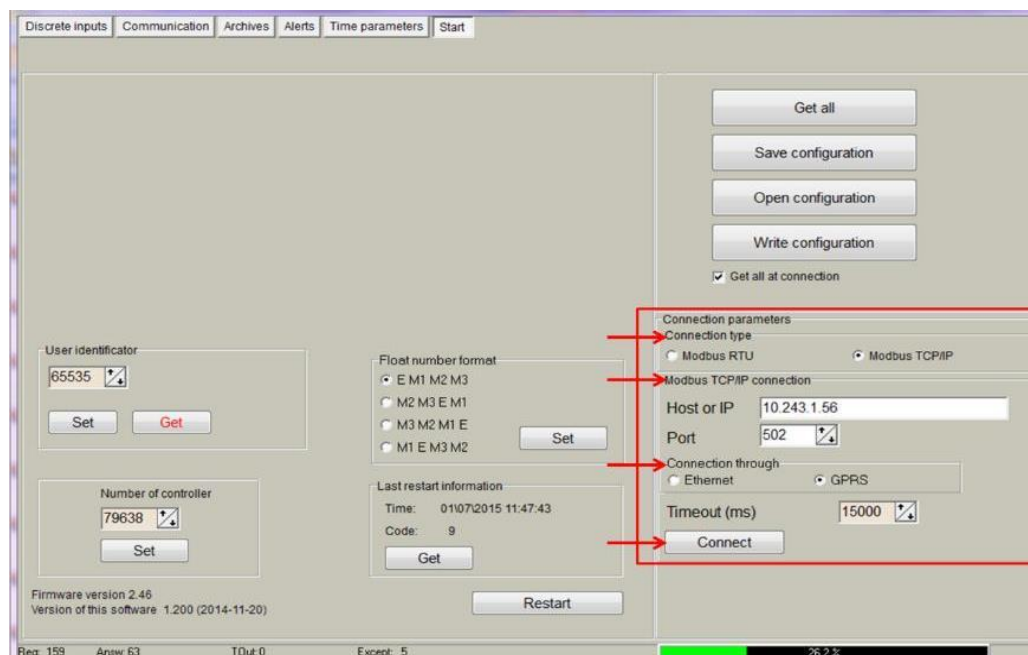 Discrete inputs Communication Archives Alerts Time parameters Start
Get all
Save configuration
Open configuration
Write configuration
Get all at connection
Connection parameters
Connection type
Modbus RTU Modbus TCP/IP
Modbus TCP/IP connection
Host or IP 10.243.1.56
Port 502
Connection through
Ethernet GPRS
Timeout (ms) 15000
Connect
User identificator
65535
Set Get
Float number format
E M1 M2 M3
M2 M3 E M1
M3 M2 M1 E
M1 E M3 M2
Set
Number of controller
79638
Set
Last restart information
Time: 01\07\2015 11:47:43
Code: 9
Get
Firmware version 2.46
Version of this software 1.200 (2014-11-20)
Restart
Req: 159 Answ: 63 TOut: 0 Except: 5 26.2 %